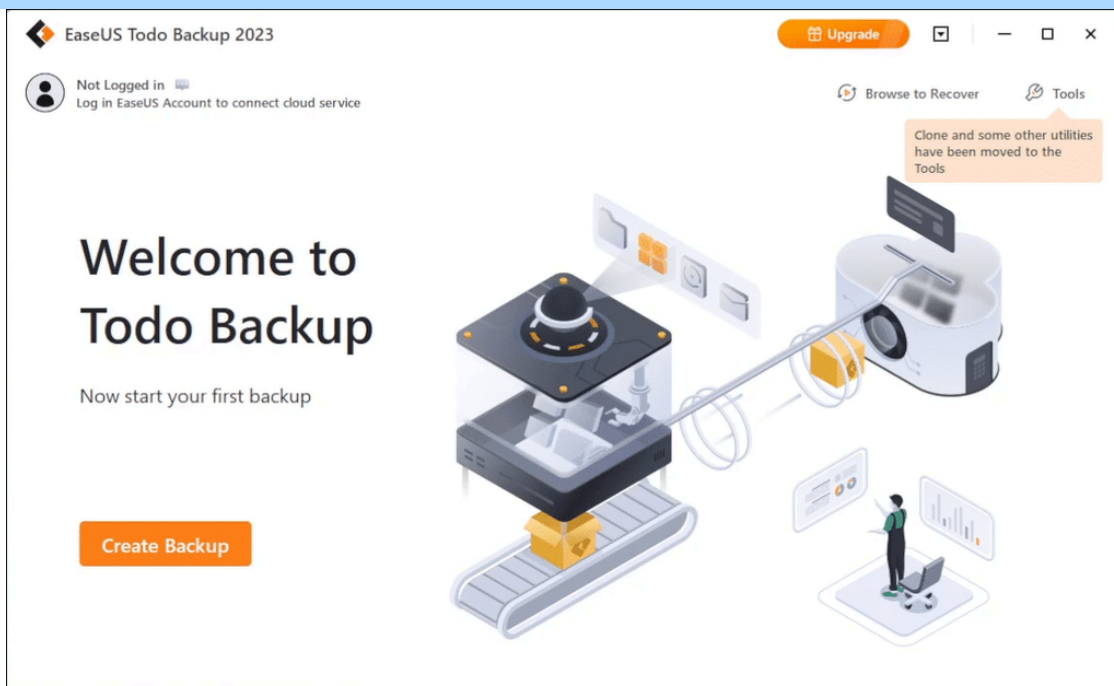 EaseUS Todo Backup 2023
Upgrade
Not Logged in
Log in EaseUS Account to connect cloud service
Browse to Recover
Tools
Clone and some other utilities
have been moved to the
Tools
Welcome to
Todo Backup
Now start your first backup
Create Backup